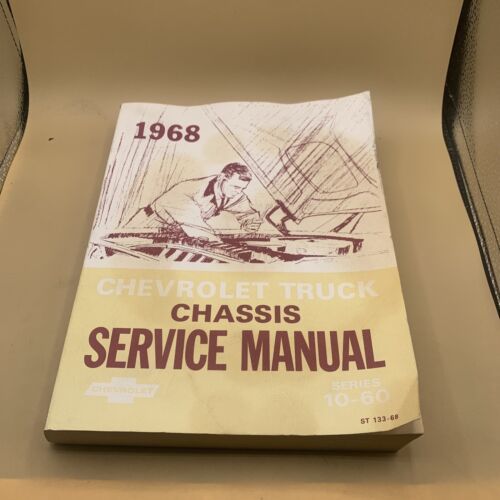 1968
CHEVROLET TRUCK
CHASSIS
SERVICE MANUAL
CHEVROLET
SERIES
10-60
ST 133-68